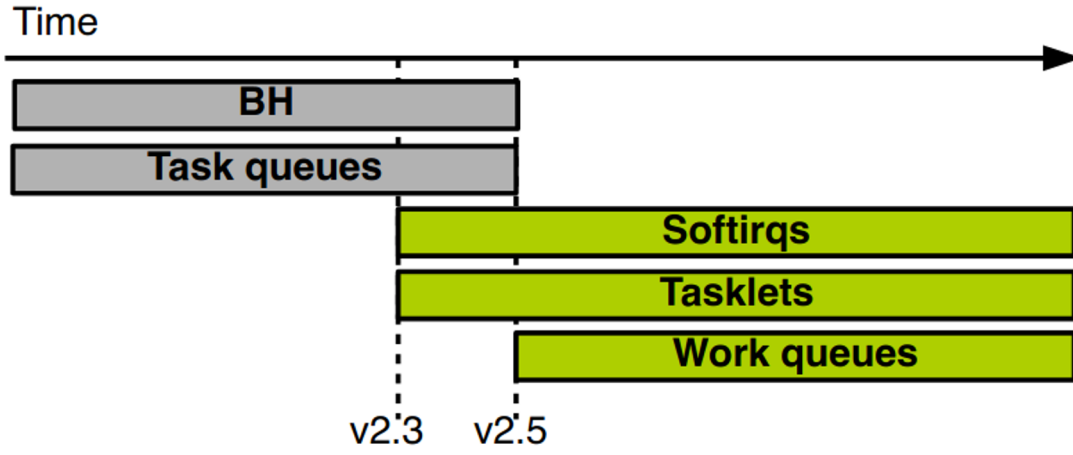 Time
BH
Task queues
Softirqs
Tasklets
Work queues
v2.3 v2.5